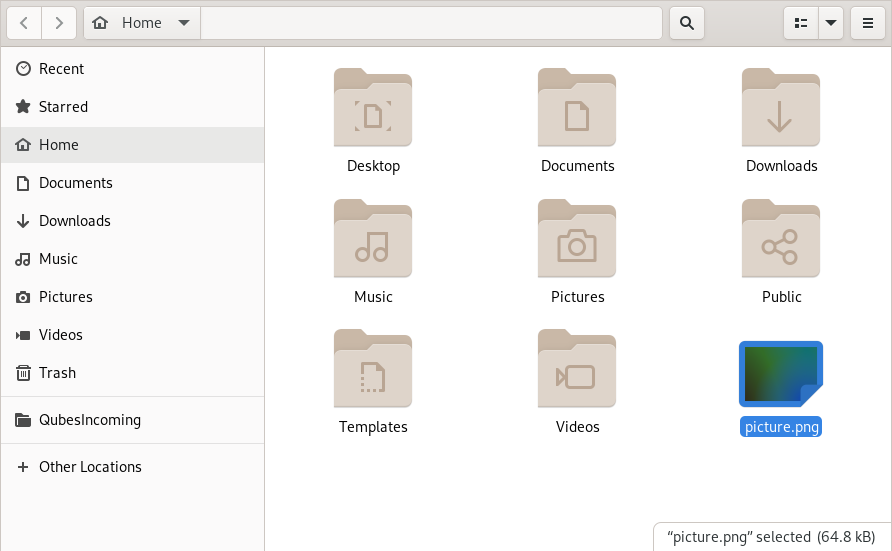 Home
Recent
Starred
Home
Documents
Downloads
Music
Pictures
Videos
Trash
QubesIncoming
Other Locations
Desktop
Documents
Downloads
Music
Pictures
Public
Templates
Videos
picture.png
“picture.png” selected (64.8 kB)